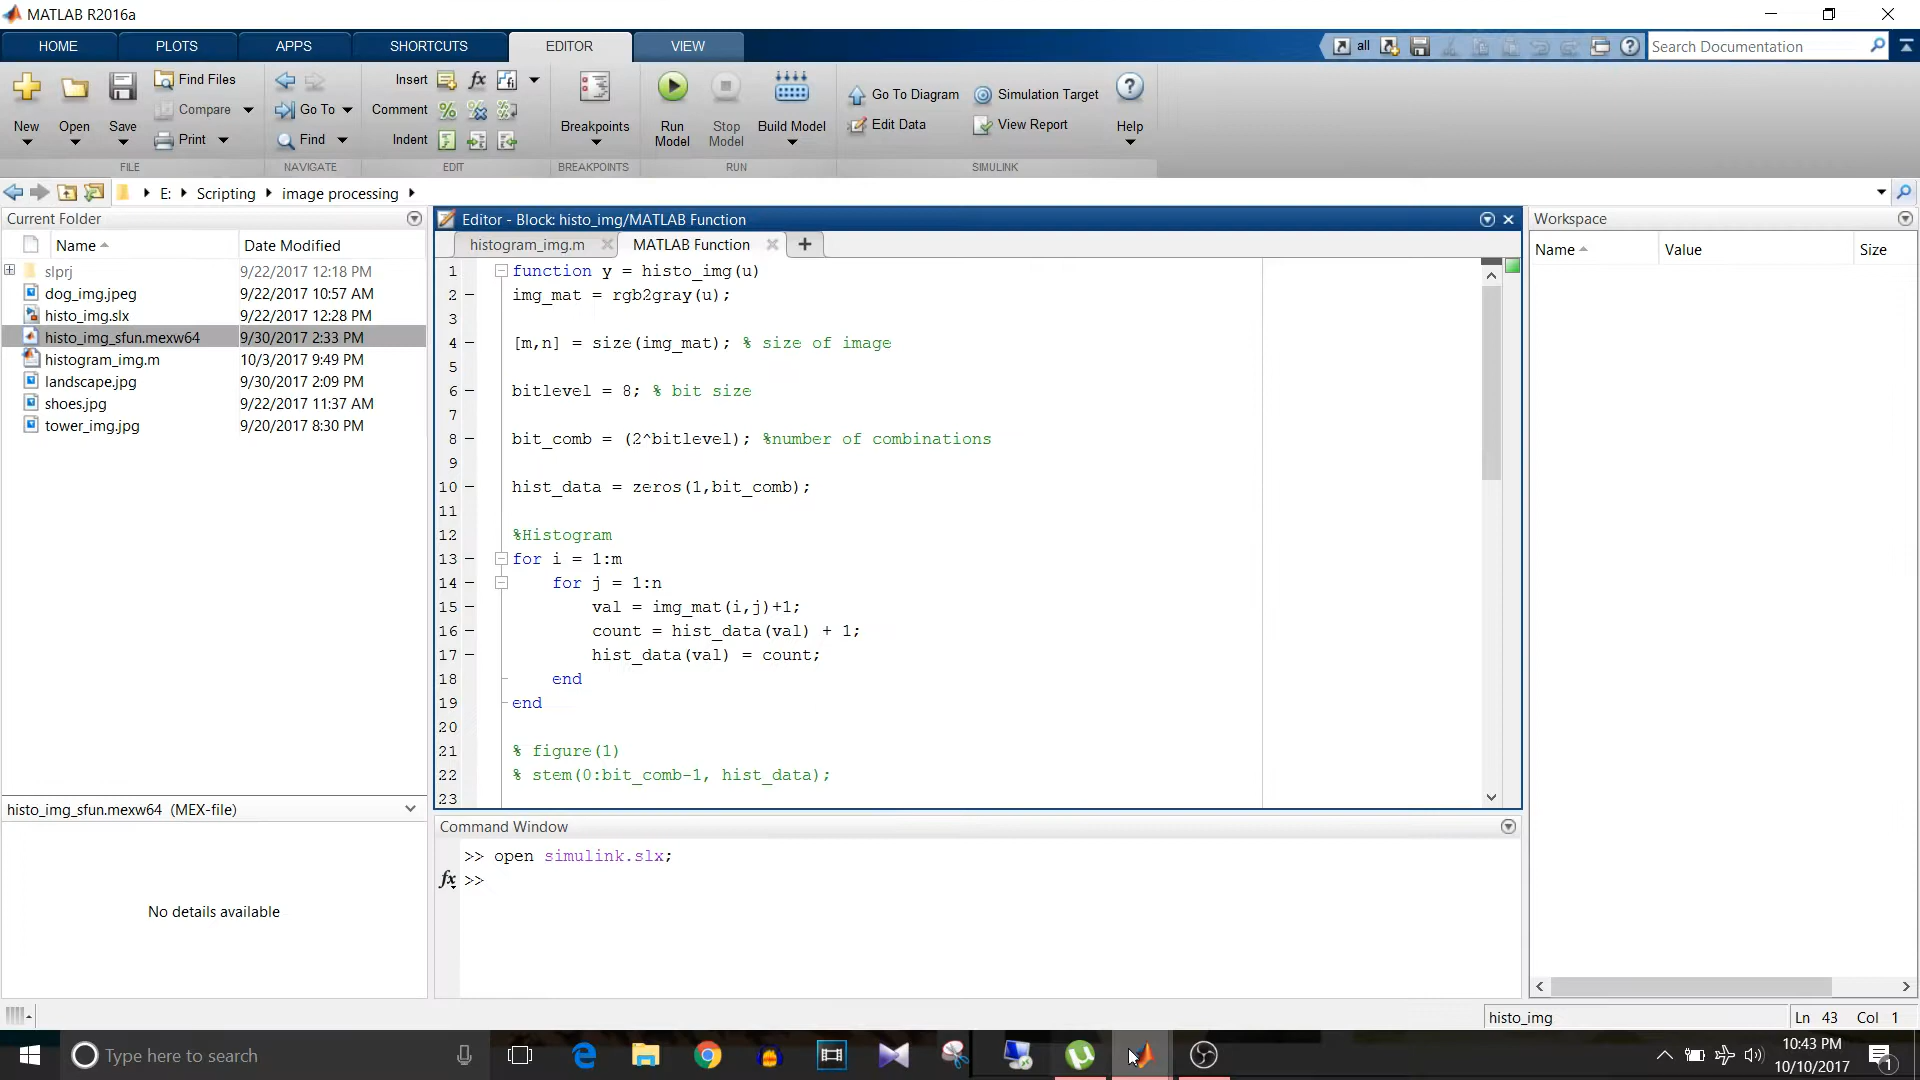 MATLAB R2016a
HOME PLOTS APPS SHORTCUTS EDITOR VIEW all Search Documentation
New Open Save Find Files Compare Print
FILE
Go To Find
NAVIGATE
Insert fx
Comment
Indent
EDIT
Breakpoints
BREAKPOINTS
Run Model Stop Model Build Model
RUN
Go To Diagram Simulation Target
Edit Data View Report
Help
SIMULINK
E: Scripting image processing
Current Folder
Name Date Modified
slprj 9/22/2017 12:18 PM
dog_img.jpeg 9/22/2017 10:57 AM
histo_img.slx 9/22/2017 12:28 PM
histo_img_sfun.mexw64 9/30/2017 2:33 PM
histogram_img.m 10/3/2017 9:49 PM
landscape.jpg 9/30/2017 2:09 PM
shoes.jpg 9/22/2017 11:37 AM
tower_img.jpg 9/20/2017 8:30 PM
histo_img_sfun.mexw64 (MEX-file)
No details available
Editor - Block: histo_img/MATLAB Function
histogram_img.m MATLAB Function
1 function y = histo_img(u)
2 img_mat = rgb2gray(u);
3
4 [m,n] = size(img_mat); % size of image
5
6 bitlevel = 8; % bit size
7
8 bit_comb = (2^bitlevel); %number of combinations
9
10 hist_data = zeros(1,bit_comb);
11
12 %Histogram
13 for i = 1:m
14 for j = 1:n
15 val = img_mat(i,j)+1;
16 count = hist_data(val) + 1;
17 hist_data(val) = count;
18 end
19 end
20
21 % figure(1)
22 % stem(0:bit_comb-1, hist_data);
23
Command Window
>> open simulink.slx;
fx >>
Workspace
Name Value Size
histo_img Ln 43 Col 1
Type here to search
10:43 PM
10/10/2017
1